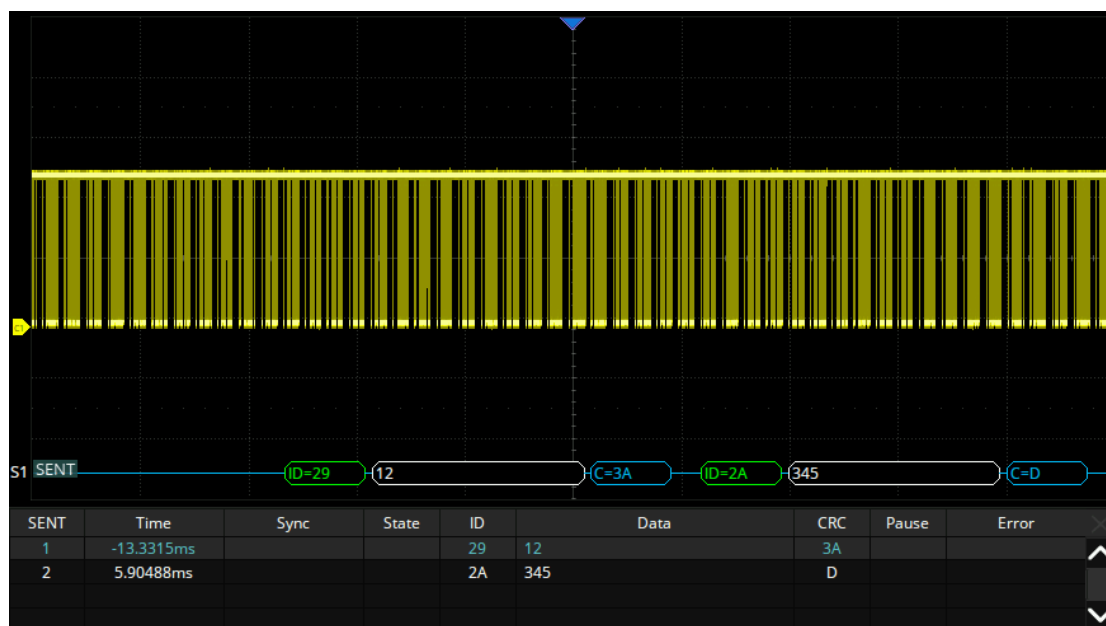 C1
S1 SENT ID=29 12 C=3A ID=2A 345 C=D
SENT Time Sync State ID Data CRC Pause Error
1 -13.3315ms 29 12 3A
2 5.90488ms 2A 345 D